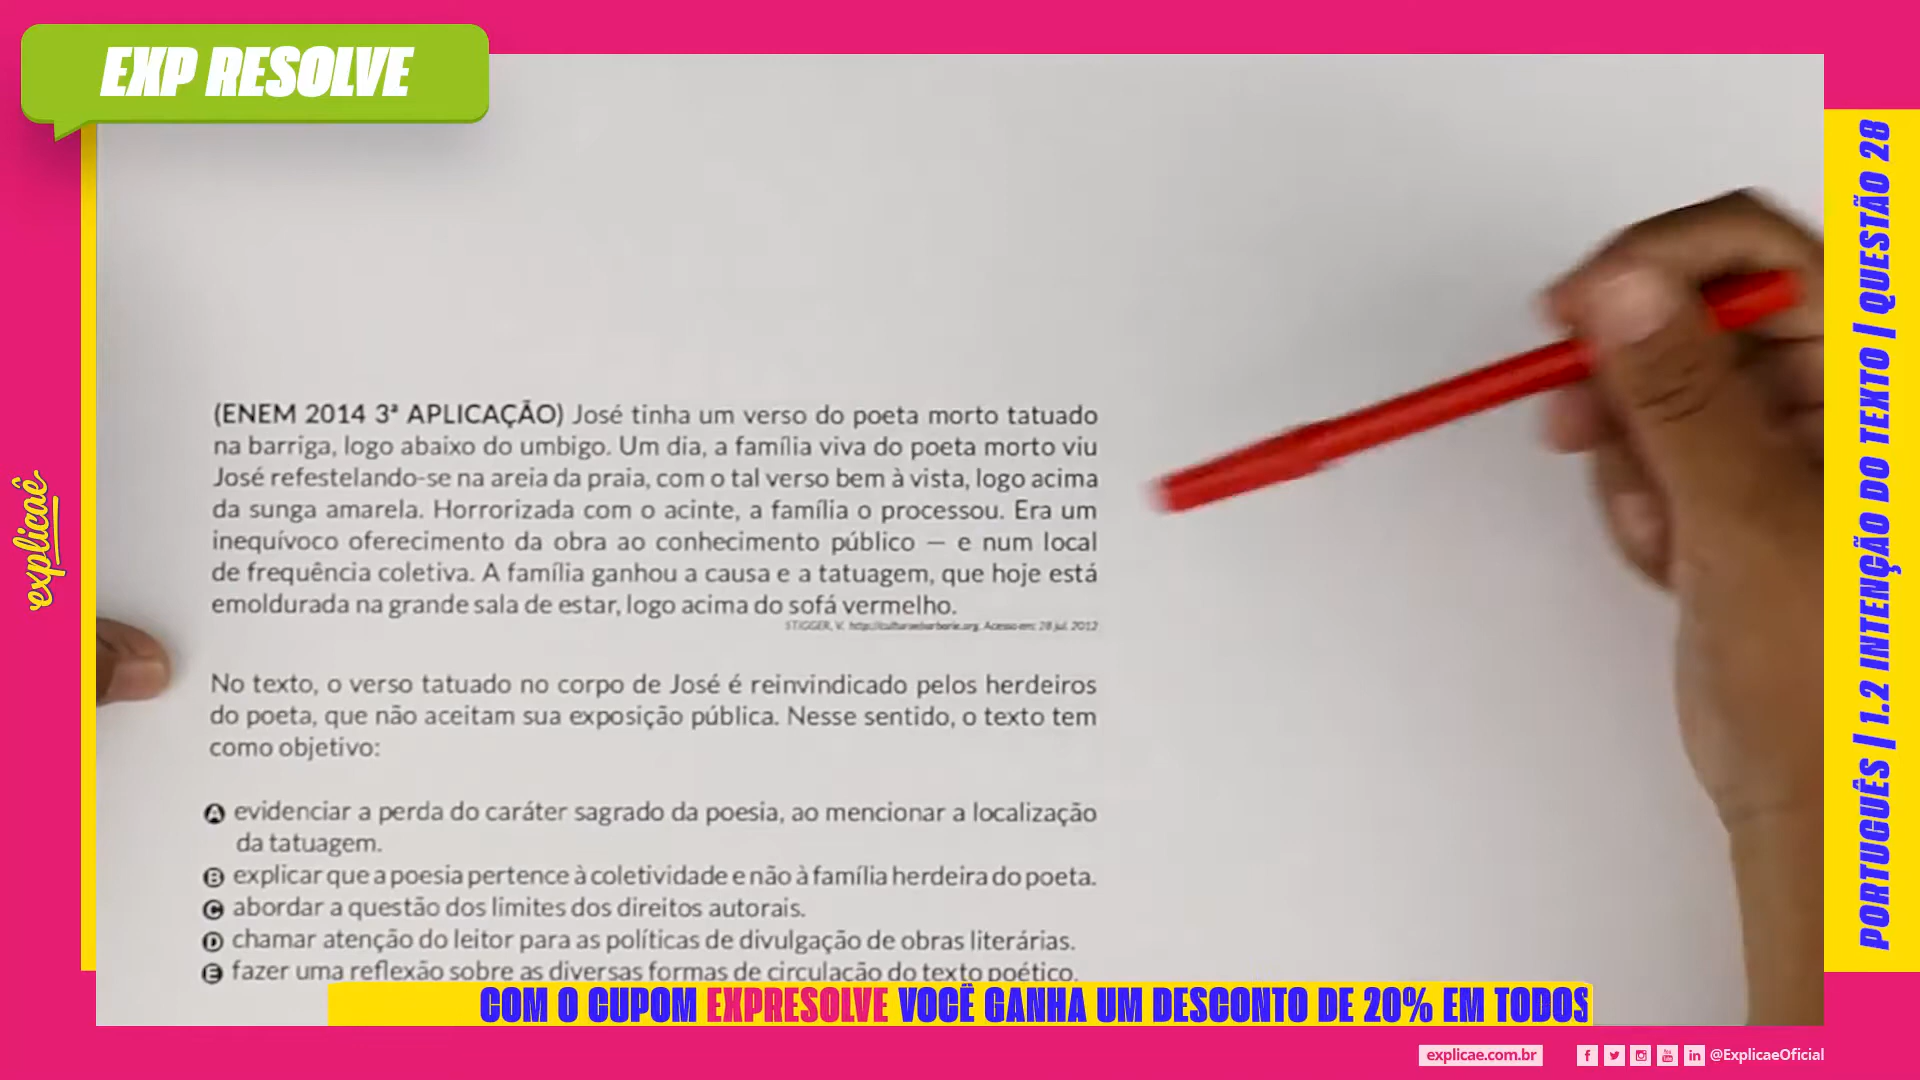 EXP RESOLVE
(ENEM 2014 3ª APLICAÇÃO) José tinha um verso do poeta morto tatuado
na barriga, logo abaixo do umbigo. Um dia, a família viva do poeta morto viu
José refestelando-se na areia da praia, com o tal verso bem à vista, logo acima
da sunga amarela. Horrorizada com o acinte, a família o processou. Era um
inequívoco oferecimento da obra ao conhecimento público — e num local
de frequência coletiva. A família ganhou a causa e a tatuagem, que hoje está
emoldurada na grande sala de estar, logo acima do sofá vermelho.
STIGGER, V. http://culturaebarbarie.org. Acesso em: 28 jul. 2012
No texto, o verso tatuado no corpo de José é reinvindicado pelos herdeiros
do poeta, que não aceitam sua exposição pública. Nesse sentido, o texto tem
como objetivo:
A evidenciar a perda do caráter sagrado da poesia, ao mencionar a localização
da tatuagem.
B explicar que a poesia pertence à coletividade e não à família herdeira do poeta.
C abordar a questão dos limites dos direitos autorais.
D chamar atenção do leitor para as políticas de divulgação de obras literárias.
E fazer uma reflexão sobre as diversas formas de circulação do texto poético.
COM O CUPOM EXPRESOLVE VOCÊ GANHA UM DESCONTO DE 20% EM TODOS
explicae.com.br
@ExplicaeOficial
explicaê
PORTUGUÊS | 1.2 INTENÇÃO DO TEXTO | QUESTÃO 28